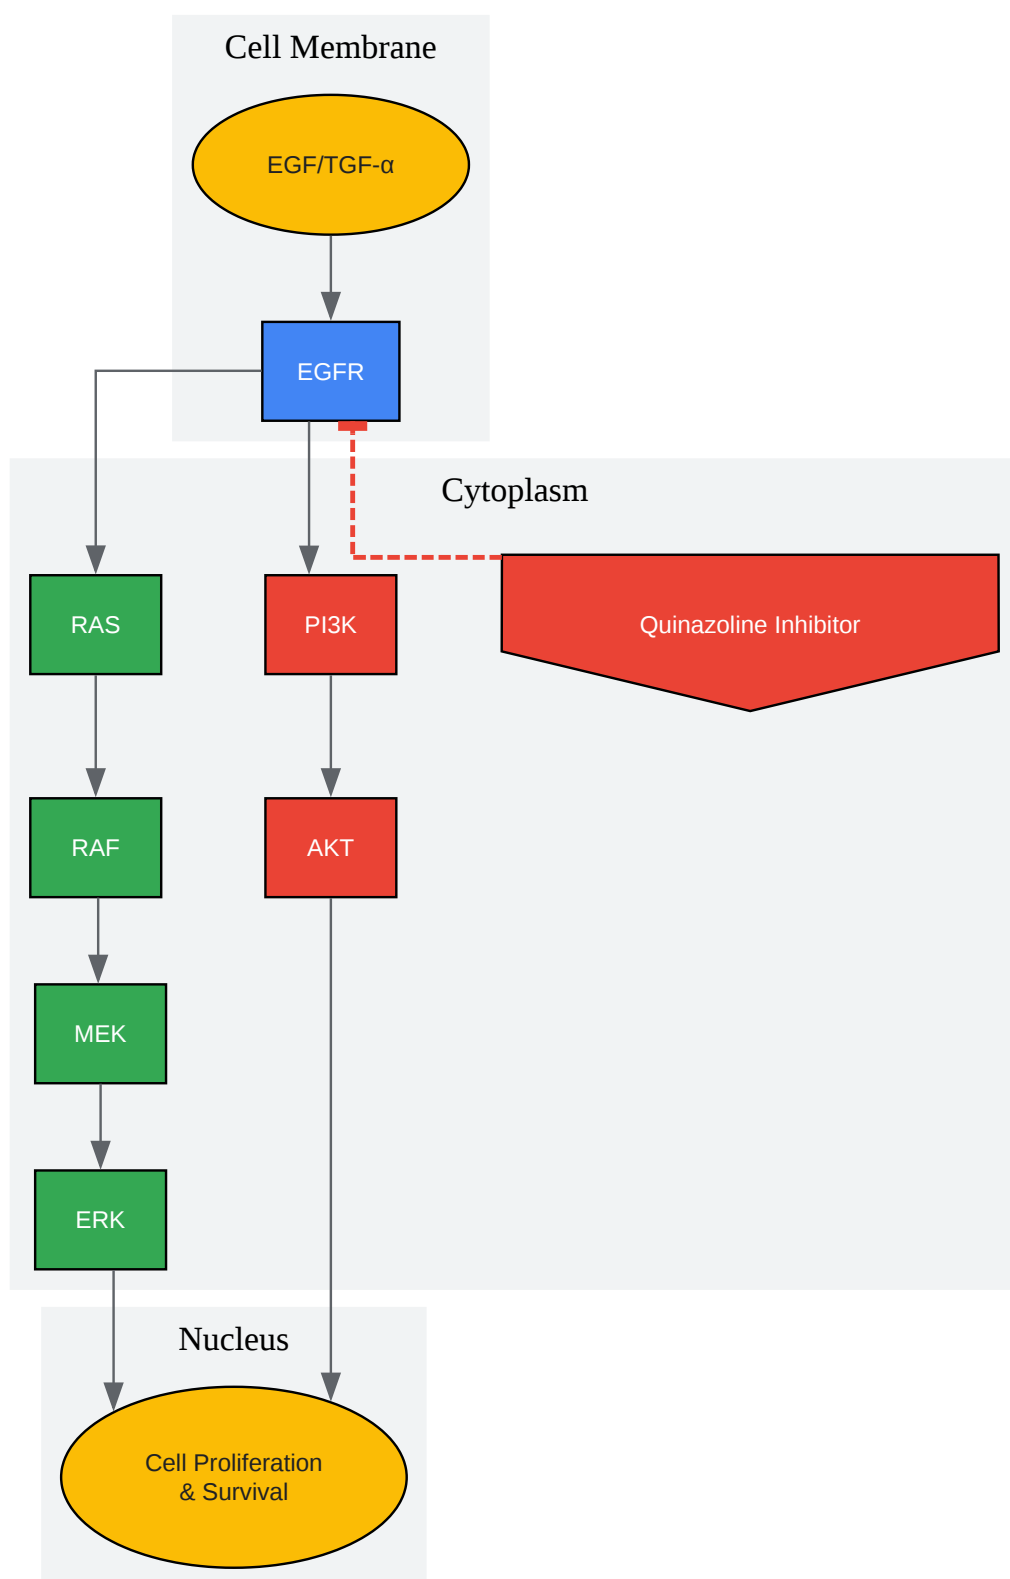 Cell Membrane
EGF/TGF-α
EGFR
Cytoplasm
RAS
PI3K
Quinazoline Inhibitor
RAF
AKT
MEK
ERK
Nucleus
Cell Proliferation
& Survival